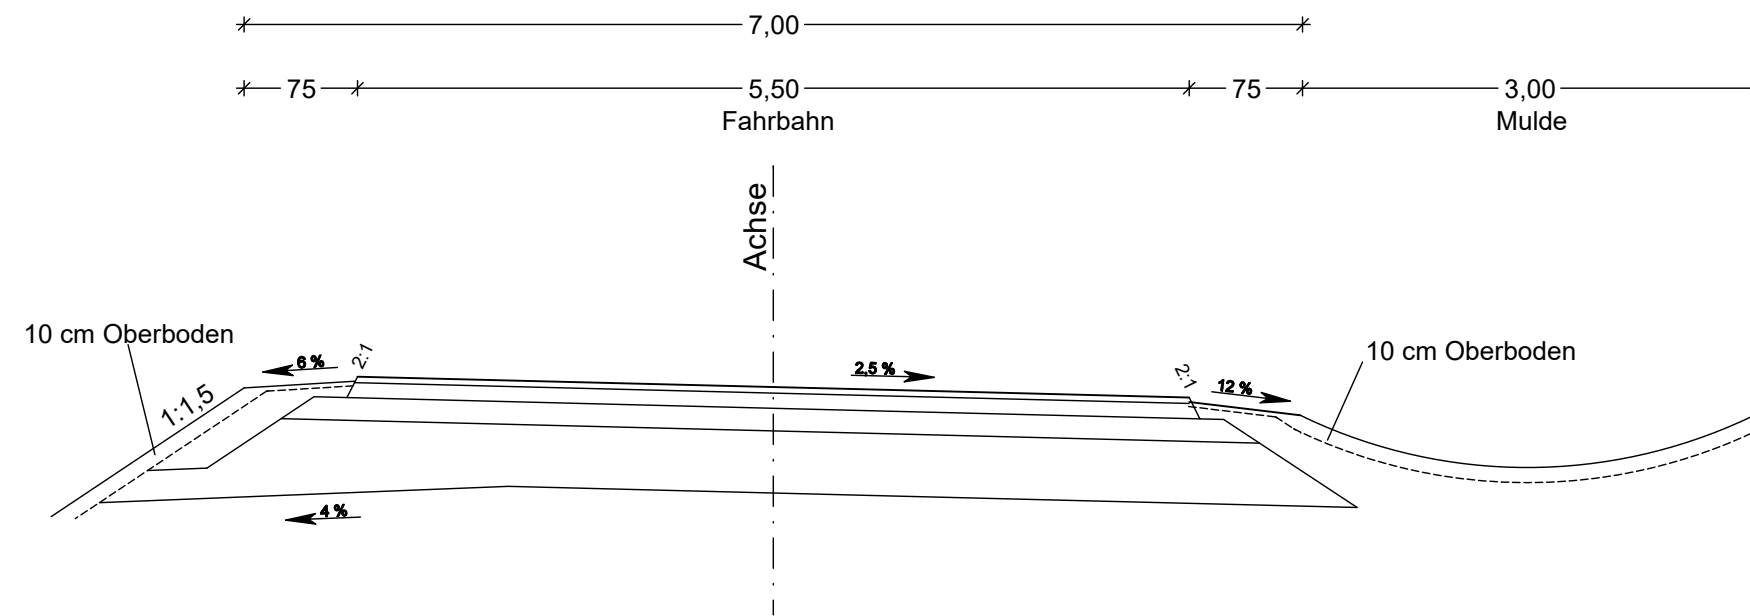 7,00
75
5,50
75
3,00
Fahrbahn
Mulde
Achse
10 cm Oberboden
6 %
2:1
2,5 %
2:1
12 %
10 cm Oberboden
1:1,5
4 %